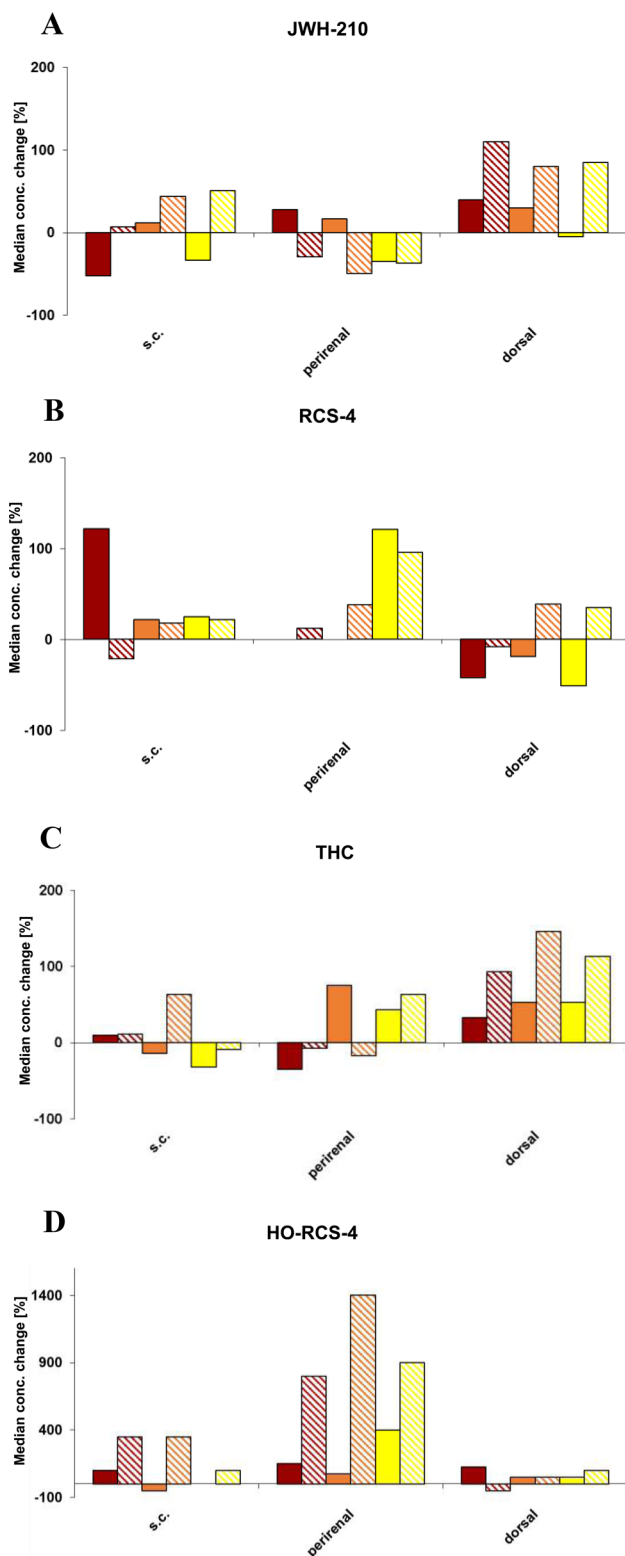 A
JWH-210
Median conc. change [%]
200
100
0
-100
s.c.
perirenal
dorsal
B
RCS-4
Median conc. change [%]
200
100
0
-100
s.c.
perirenal
dorsal
C
THC
Median conc. change [%]
200
100
0
-100
s.c.
perirenal
dorsal
D
HO-RCS-4
Median conc. change [%]
1400
900
400
-100
s.c.
perirenal
dorsal